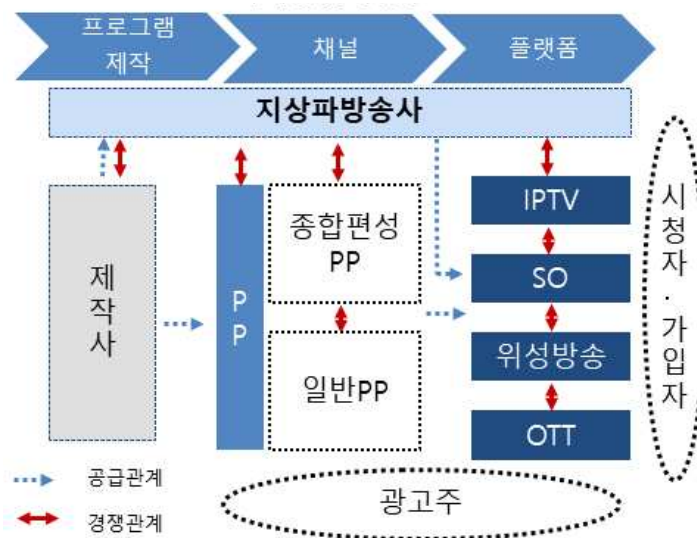 프로그램
제작
채널
플랫폼
지상파방송사
제
작
사
P
P
종합편성
PP
일반PP
IPTV
SO
위성방송
OTT
시
청
자
·
가
입
자
광고주
공급관계
경쟁관계